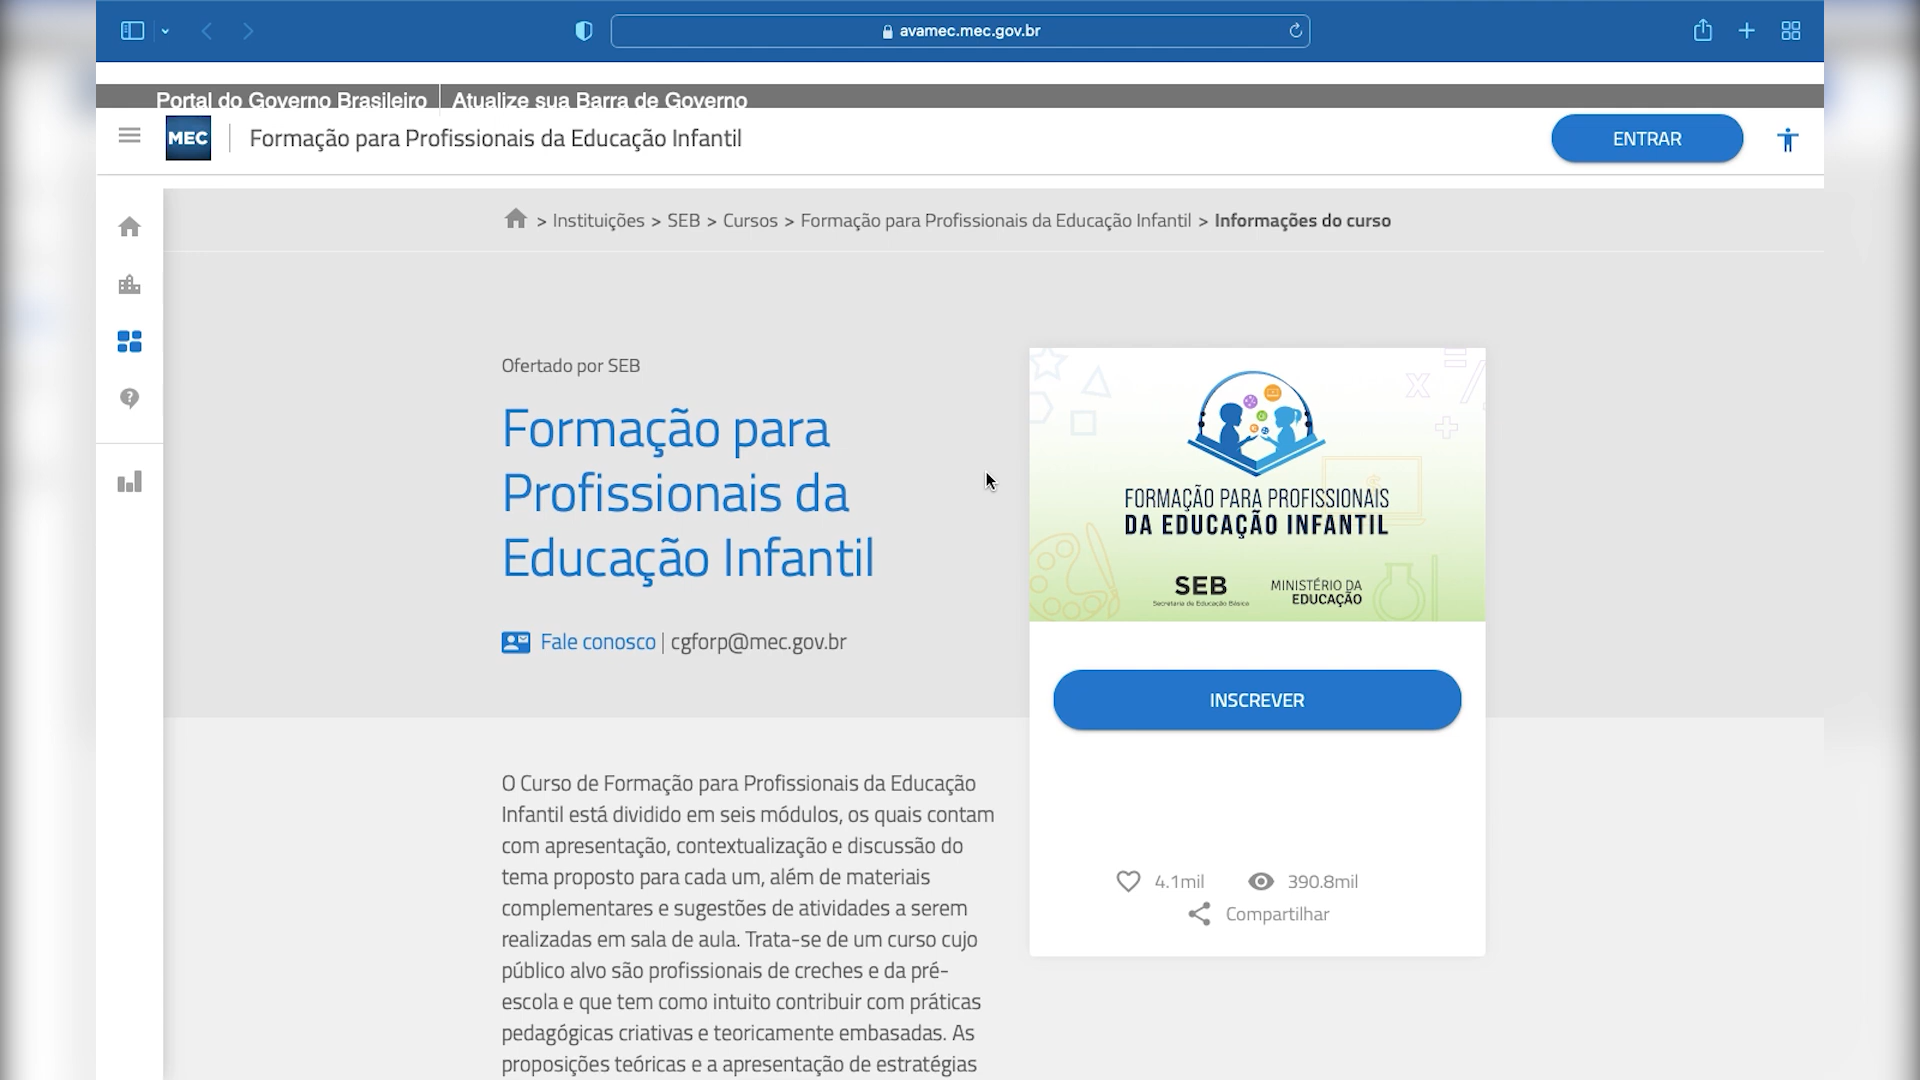 avamec.mec.gov.br
Portal do Governo Brasileiro
Atualize sua Barra de Governo
MEC
Formação para Profissionais da Educação Infantil
ENTRAR
> Instituições > SEB > Cursos > Formação para Profissionais da Educação Infantil > Informações do curso
Ofertado por SEB
Formação para
Profissionais da
Educação Infantil
Fale conosco | cgforp@mec.gov.br
FORMAÇÃO PARA PROFISSIONAIS
DA EDUCAÇÃO INFANTIL
SEB
Secretaria de Educação Básica
MINISTÉRIO DA
EDUCAÇÃO
INSCREVER
4.1mil
390.8mil
Compartilhar
O Curso de Formação para Profissionais da Educação
Infantil está dividido em seis módulos, os quais contam
com apresentação, contextualização e discussão do
tema proposto para cada um, além de materiais
complementares e sugestões de atividades a serem
realizadas em sala de aula. Trata-se de um curso cujo
público alvo são profissionais de creches e da pré-
escola e que tem como intuito contribuir com práticas
pedagógicas criativas e teoricamente embasadas. As
proposições teóricas e a apresentação de estratégias